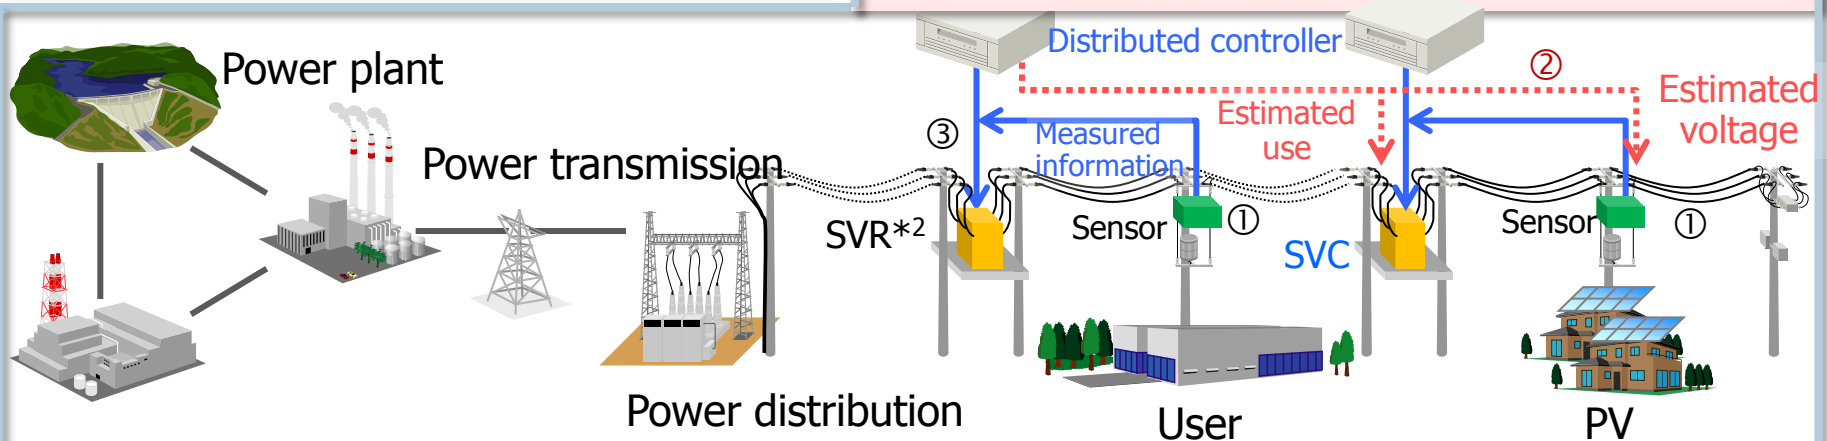 Power plant
Power transmission
Power distribution
Distributed controller
②
Estimated
voltage
Estimated
use
③
Measured
information
SVR*2
Sensor
①
SVC
Sensor
①
User
PV